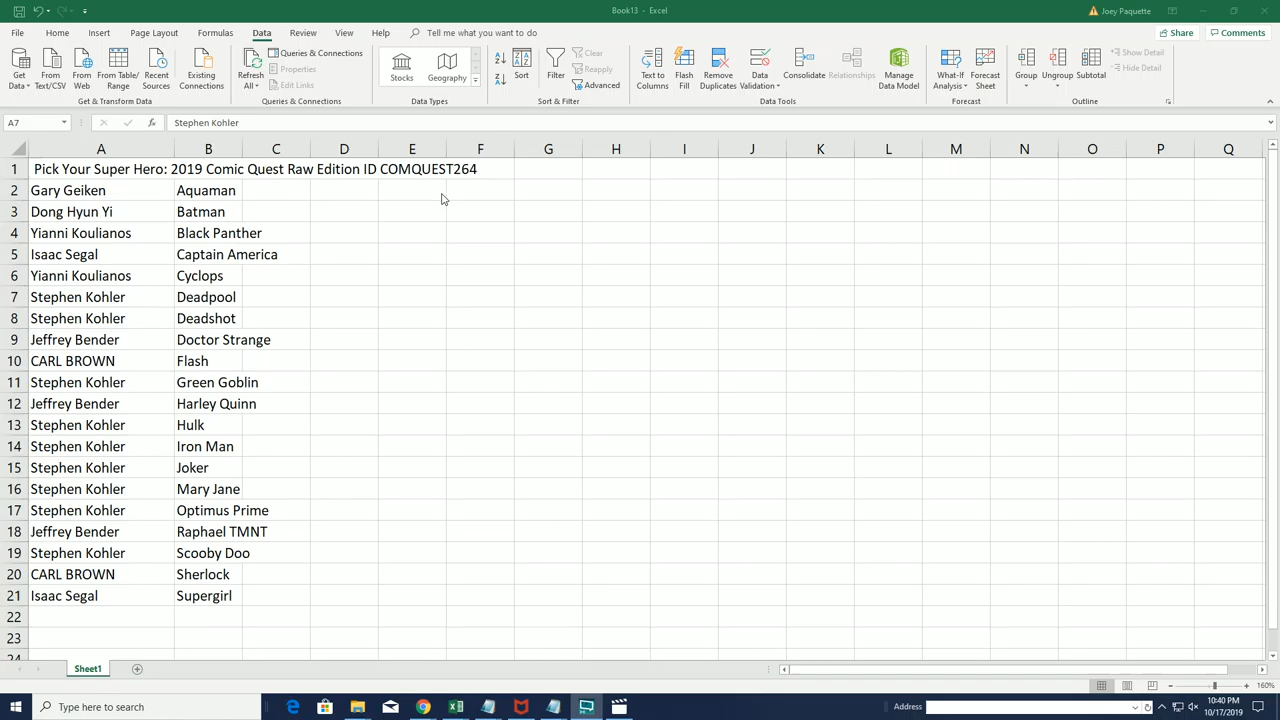 Book13 - Excel
Joey Paquette
File Home Insert Page Layout Formulas Data Review View Help Tell me what you want to do
Share Comments
Get Data From Text/CSV From Web From Table/Range Recent Sources Existing Connections
Get & Transform Data
Refresh All Queries & Connections Properties Edit Links
Queries & Connections
Stocks Geography
Data Types
Sort Filter Clear Reapply Advanced
Sort & Filter
Text to Columns Flash Fill Remove Duplicates Data Validation Consolidate Relationships Manage Data Model
Data Tools
What-If Analysis Forecast Sheet
Forecast
Group Ungroup Subtotal Show Detail Hide Detail
Outline
A7 fx Stephen Kohler
A B C D E F G H I J K L M N O P Q
1 Pick Your Super Hero: 2019 Comic Quest Raw Edition ID COMQUEST264
2 Gary Geiken Aquaman
3 Dong Hyun Yi Batman
4 Yianni Koulianos Black Panther
5 Isaac Segal Captain America
6 Yianni Koulianos Cyclops
7 Stephen Kohler Deadpool
8 Stephen Kohler Deadshot
9 Jeffrey Bender Doctor Strange
10 CARL BROWN Flash
11 Stephen Kohler Green Goblin
12 Jeffrey Bender Harley Quinn
13 Stephen Kohler Hulk
14 Stephen Kohler Iron Man
15 Stephen Kohler Joker
16 Stephen Kohler Mary Jane
17 Stephen Kohler Optimus Prime
18 Jeffrey Bender Raphael TMNT
19 Stephen Kohler Scooby Doo
20 CARL BROWN Sherlock
21 Isaac Segal Supergirl
22
23
24
Sheet1
160%
Type here to search
Address
10:40 PM
10/17/2019